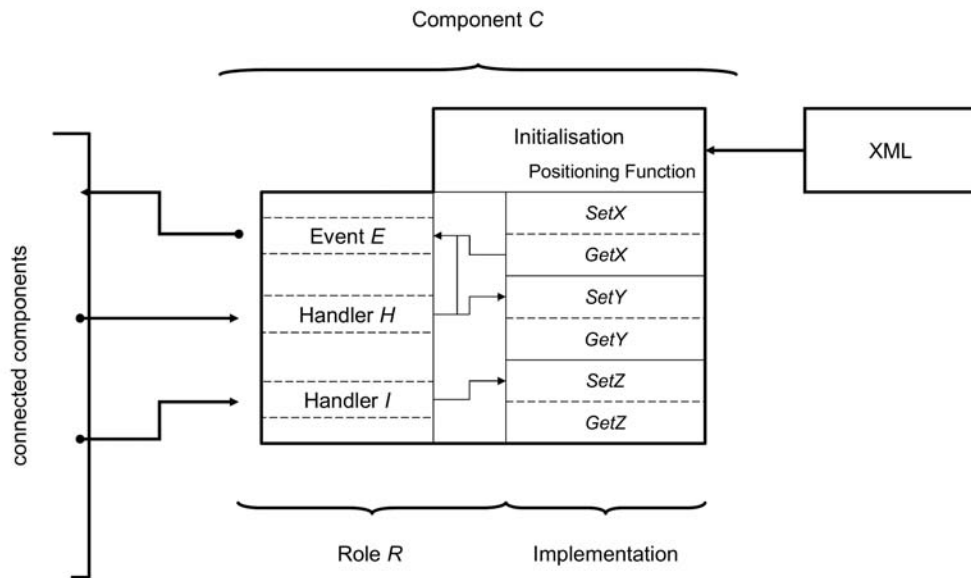 Component C
Initialisation
Positioning Function
XML
connected components
Event E
Handler H
Handler I
SetX
GetX
SetY
GetY
SetZ
GetZ
Role R
Implementation